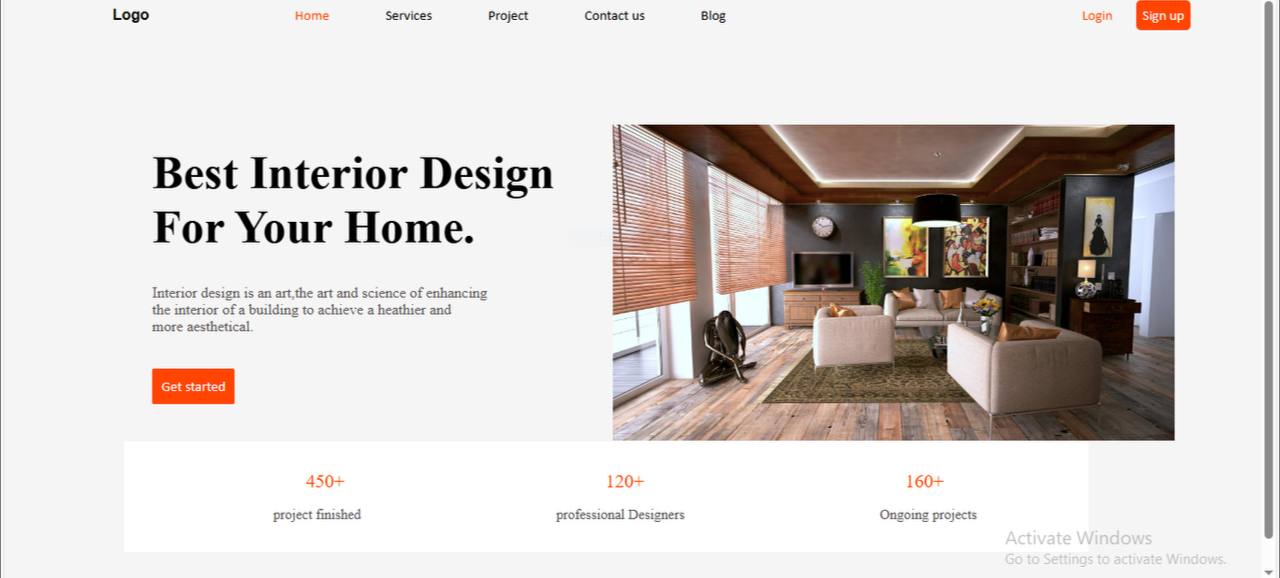 Logo
Home
Services
Project
Contact us
Blog
Login
Sign up
Best Interior Design
For Your Home.
Interior design is an art,the art and science of enhancing
the interior of a building to achieve a heathier and
more aesthetical.
Get started
450+
120+
160+
project finished
professional Designers
Ongoing projects
Activate Windows
Go to Settings to activate Windows.